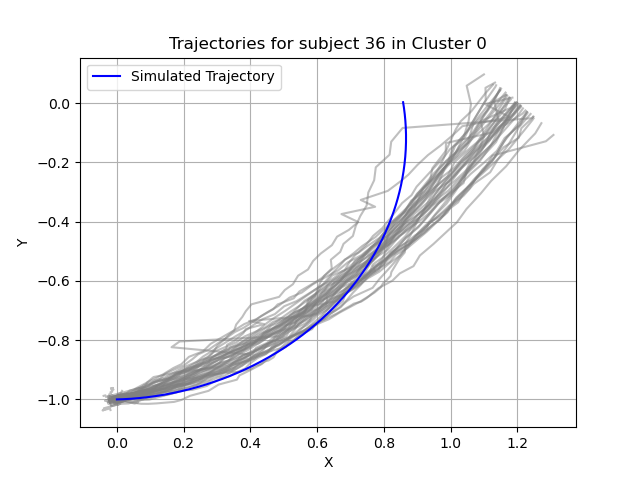 Trajectories for subject 36 in Cluster 0
Simulated Trajectory
Y
0.0
−0.2
−0.4
−0.6
−0.8
−1.0
0.0 0.2 0.4 0.6 0.8 1.0 1.2
X